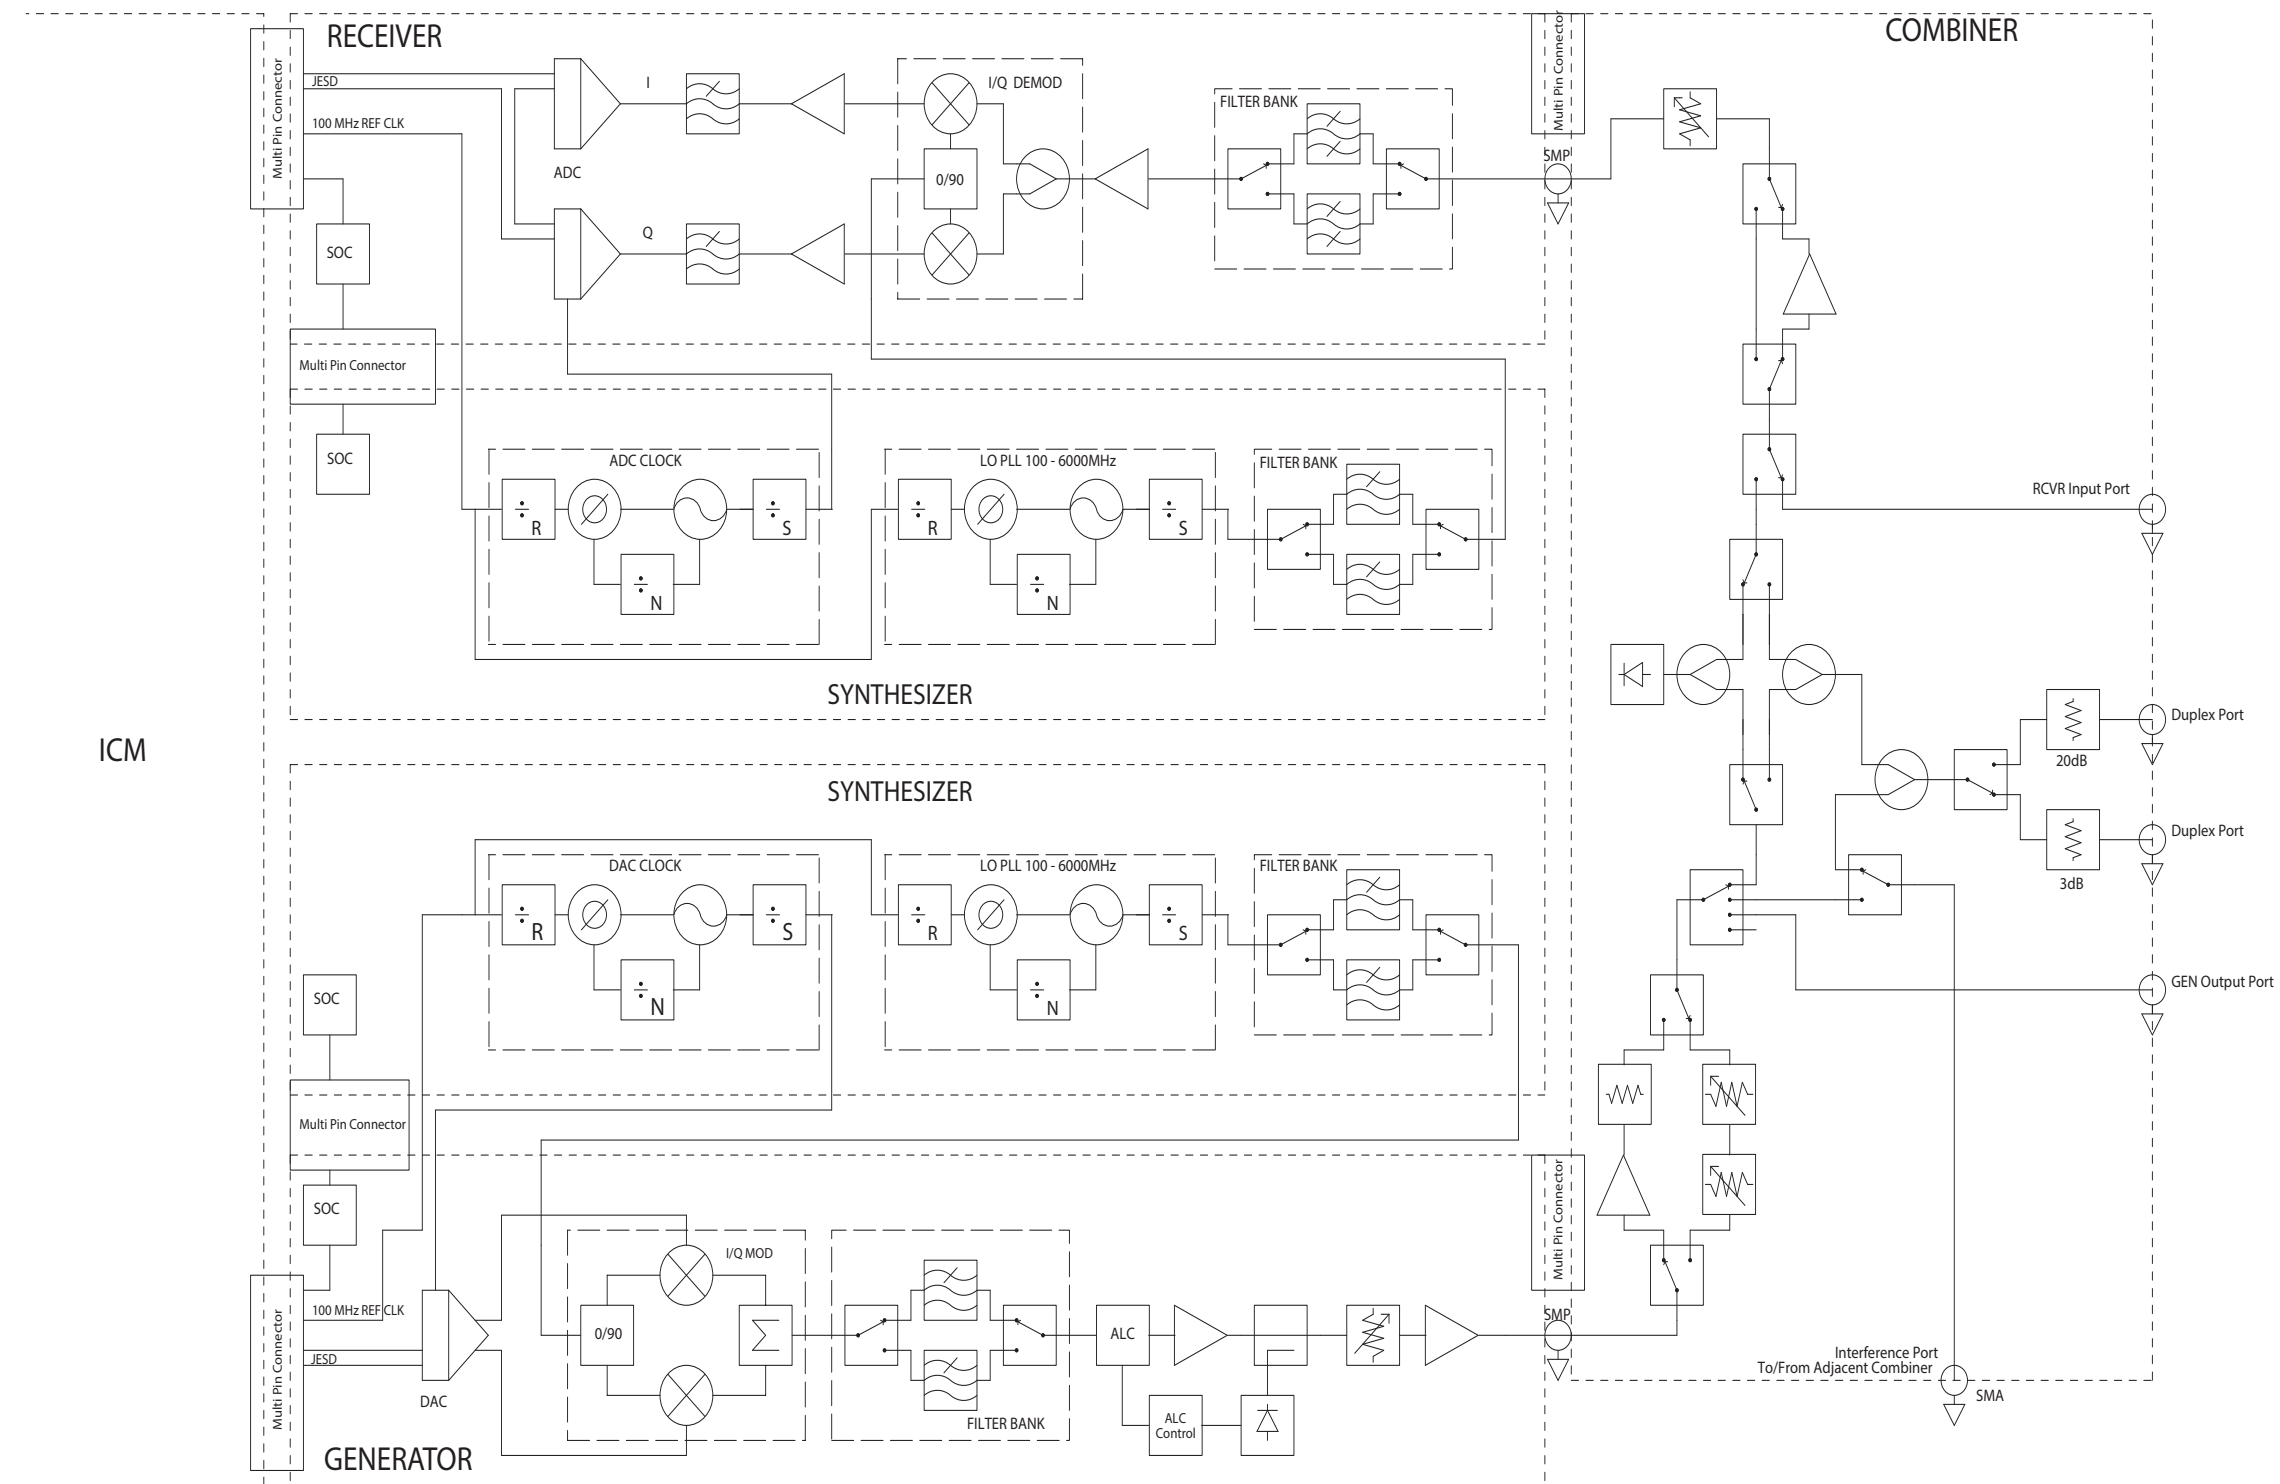 RECEIVER
COMBINER
Multi Pin Connector
JESD
100 MHz REF CLK
SOC
ADC
I
Q
I/Q DEMOD
0/90
FILTER BANK
Multi Pin Connector
SMP
Multi Pin Connector
SOC
ADC CLOCK
R
N
S
LO PLL 100 - 6000MHz
R
N
S
FILTER BANK
SYNTHESIZER
RCVR Input Port
Duplex Port
20dB
Duplex Port
3dB
GEN Output Port
ICM
SYNTHESIZER
DAC CLOCK
R
N
S
LO PLL 100 - 6000MHz
R
N
S
FILTER BANK
SOC
Multi Pin Connector
SOC
Multi Pin Connector
100 MHz REF CLK
JESD
DAC
I/Q MOD
0/90
FILTER BANK
ALC
ALC
Control
Multi Pin Connector
SMP
Interference Port
To/From Adjacent Combiner
SMA
GENERATOR